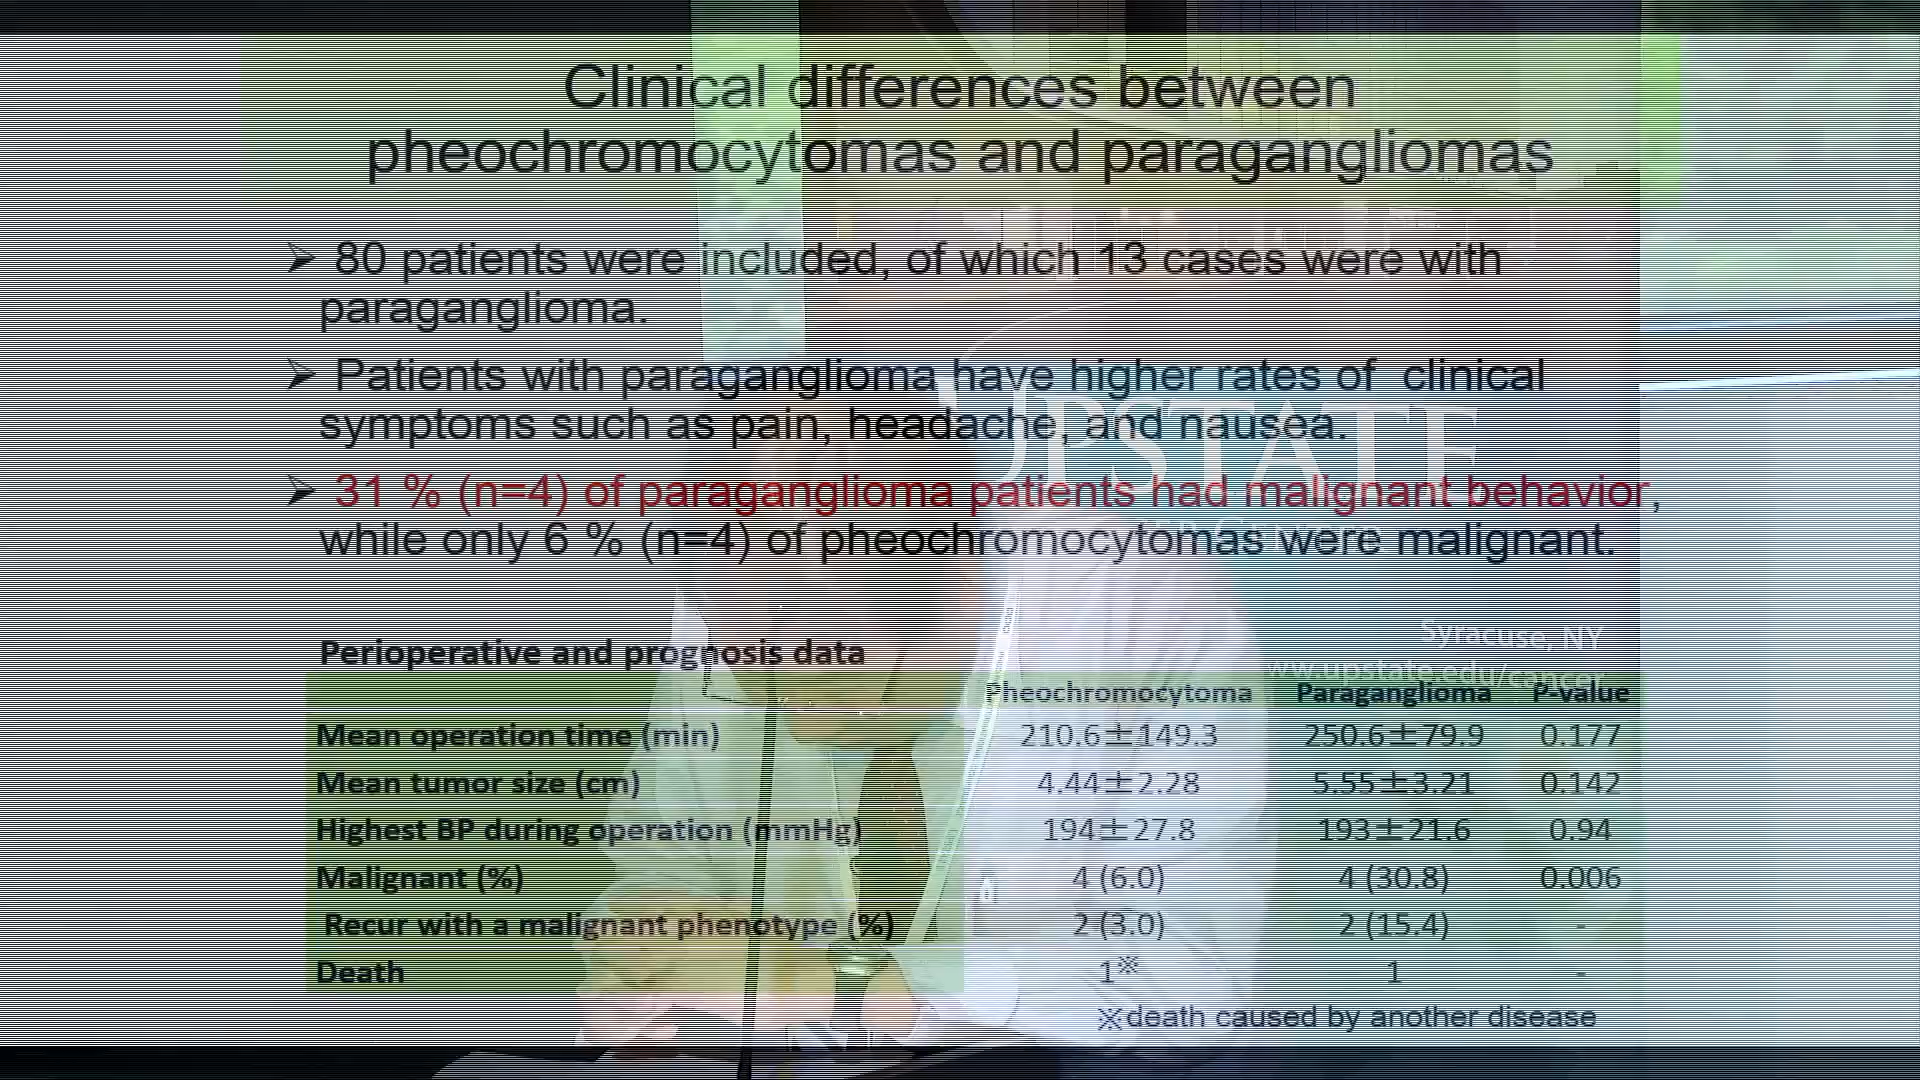 Clinical differences between
pheochromocytomas and paragangliomas
➢ 80 patients were included, of which 13 cases were with
paraganglioma.
➢ Patients with paraganglioma have higher rates of clinical
symptoms such as pain, headache, and nausea.
➢ 31 % (n=4) of paraganglioma patients had malignant behavior,
while only 6 % (n=4) of pheochromocytomas were malignant.
UPSTATE
Syracuse, NY
www.upstate.edu/cancer
Perioperative and prognosis data
Pheochromocytoma Paraganglioma P-value
Mean operation time (min) 210.6±149.3 250.6±79.9 0.177
Mean tumor size (cm) 4.44±2.28 5.55±3.21 0.142
Highest BP during operation (mmHg) 194±27.8 193±21.6 0.94
Malignant (%) 4 (6.0) 4 (30.8) 0.006
Recur with a malignant phenotype (%) 2 (3.0) 2 (15.4) -
Death 1※ 1 -
※death caused by another disease